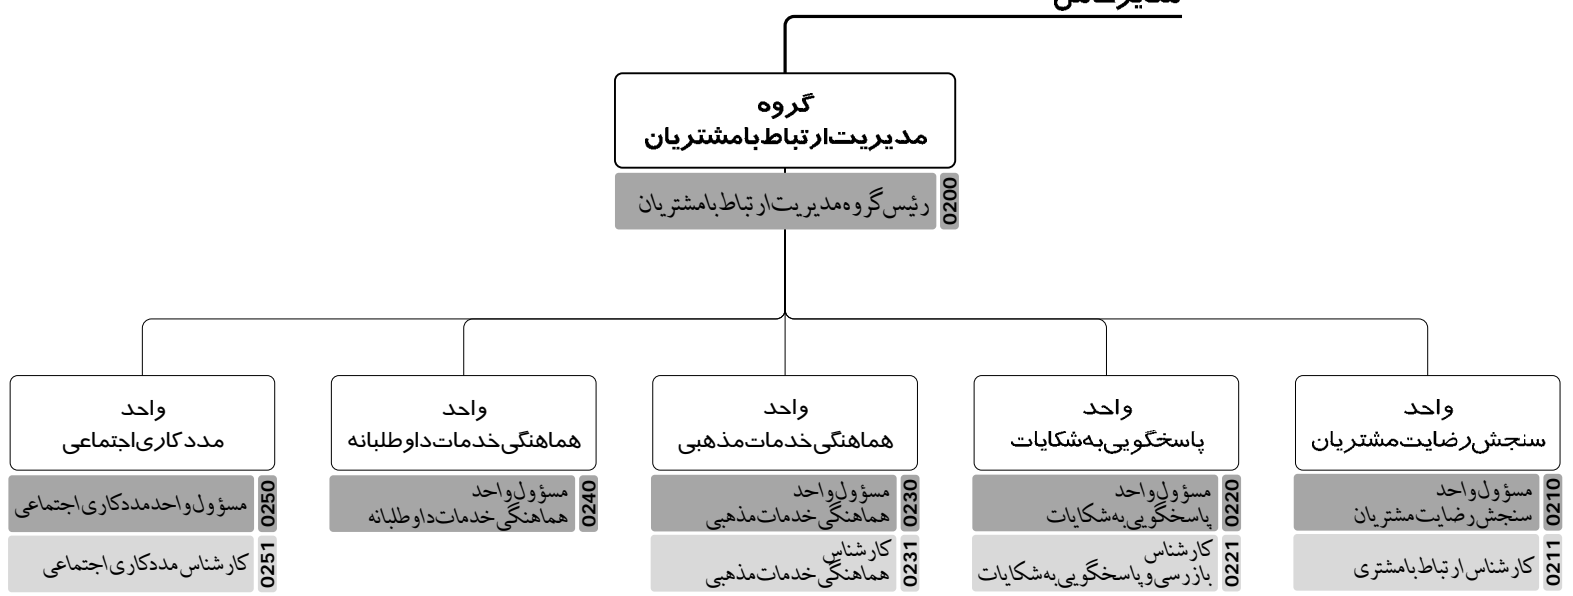 گروه
مدیریت ارتباط با مشتریان
رئیس گروه مدیریت ارتباط با مشتریان
0200
واحد
سنجش رضایت مشتریان
مسؤول واحد
سنجش رضایت مشتریان
0210
کارشناس ارتباط با مشتری
0211
واحد
پاسخگویی به شکایات
مسؤول واحد
پاسخگویی به شکایات
0220
کارشناس
بازرسی و پاسخگویی به شکایات
0221
واحد
هماهنگی خدمات مذهبی
مسؤول واحد
هماهنگی خدمات مذهبی
0230
کارشناس
هماهنگی خدمات مذهبی
0231
واحد
هماهنگی خدمات داوطلبانه
مسؤول واحد
هماهنگی خدمات داوطلبانه
0240
واحد
مددکاری اجتماعی
مسؤول واحد مددکاری اجتماعی
0250
کارشناس مددکاری اجتماعی
0251